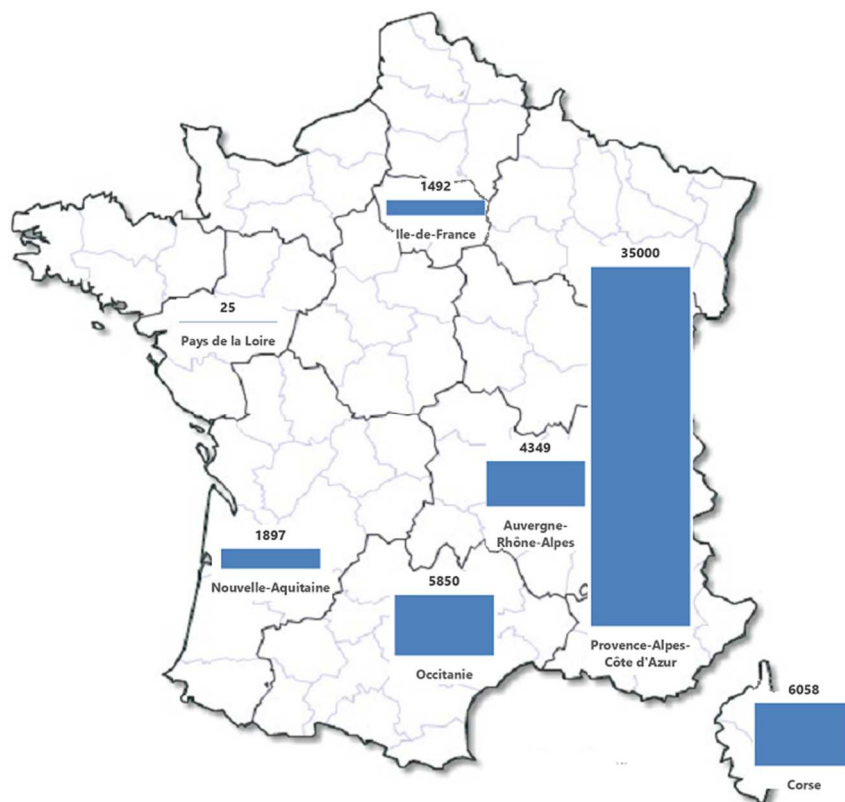 1492
Ile-de-France
35000
Provence-Alpes-
Côte d'Azur
25
Pays de la Loire
4349
Auvergne-
Rhône-Alpes
1897
Nouvelle-Aquitaine
5850
Occitanie
6058
Corse